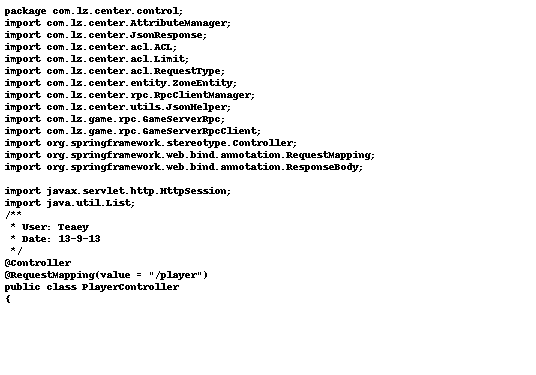 package com.lz.center.control;
import com.lz.center.AttributeManager;
import com.lz.center.JsonResponse;
import com.lz.center.acl.ACL;
import com.lz.center.acl.Limit;
import com.lz.center.acl.RequestType;
import com.lz.center.entity.ZoneEntity;
import com.lz.center.rpc.RpcClientManager;
import com.lz.center.utils.JsonHelper;
import com.lz.game.rpc.GameServerRpc;
import com.lz.game.rpc.GameServerRpcClient;
import org.springframework.stereotype.Controller;
import org.springframework.web.bind.annotation.RequestMapping;
import org.springframework.web.bind.annotation.ResponseBody;

import javax.servlet.http.HttpSession;
import java.util.List;
/**
 * User: Teaey
 * Date: 13-9-13
 */
@Controller
@RequestMapping(value = "/player")
public class PlayerController
{